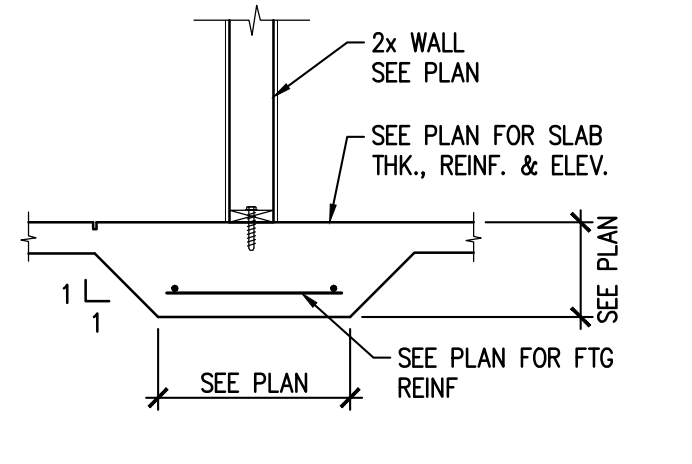 2x WALL
SEE PLAN
SEE PLAN FOR SLAB
THK., REINF. & ELEV.
SEE PLAN
1
1
SEE PLAN FOR FTG
REINF
SEE PLAN